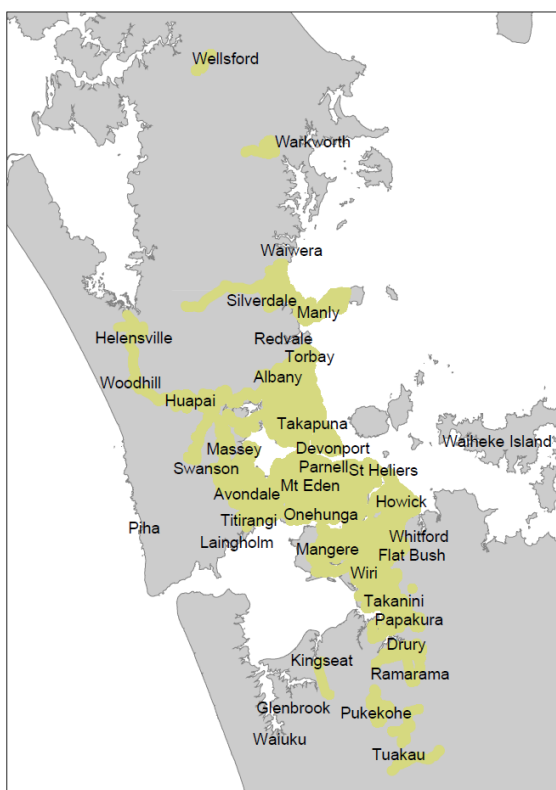 Wellsford
Warkworth
Waiwera
Silverdale
Manly
Redvale
Helensville
Torbay
Albany
Woodhill
Huapai
Takapuna
Waiheke Island
Massey
Devonport
Swanson
Parnell
St Heliers
Mt Eden
Avondale
Howick
Onehunga
Titirangi
Piha
Whitford
Laingholm
Mangere
Flat Bush
Wiri
Takanini
Papakura
Drury
Kingseat
Ramarama
Glenbrook
Pukekohe
Waiuku
Tuakau